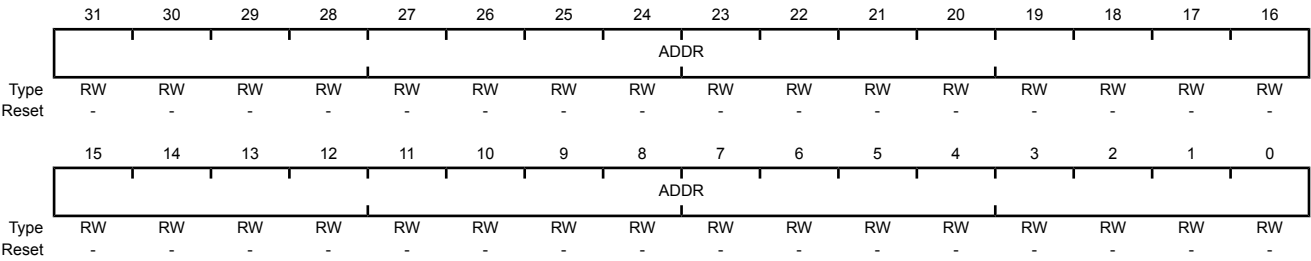 31 30 29 28 27 26 25 24 23 22 21 20 19 18 17 16
ADDR
Type RW RW RW RW RW RW RW RW RW RW RW RW RW RW RW RW
Reset - - - - - - - - - - - - - - - -
15 14 13 12 11 10 9 8 7 6 5 4 3 2 1 0
ADDR
Type RW RW RW RW RW RW RW RW RW RW RW RW RW RW RW RW
Reset - - - - - - - - - - - - - - - -